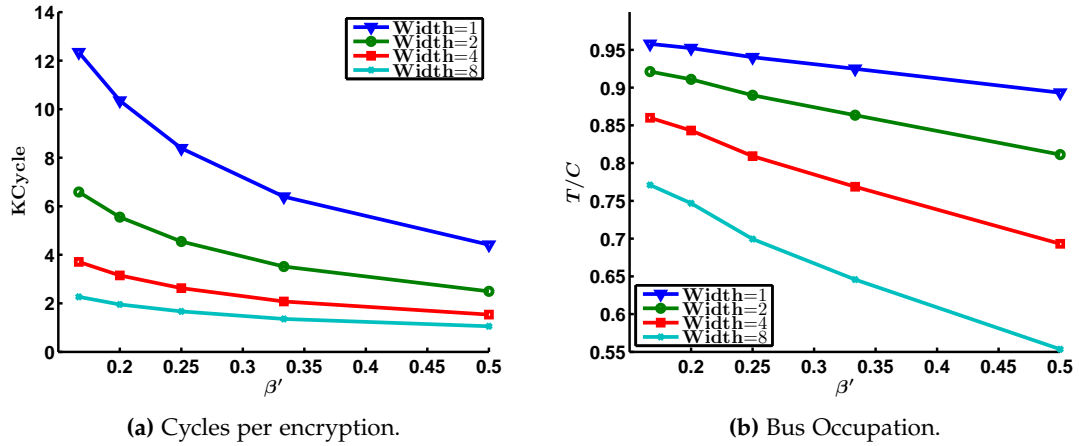 14
12
10
8
6
4
2
0
KCycle
0.2
0.25
0.3
0.35
0.4
0.45
0.5
β′
Width=1
Width=2
Width=4
Width=8
(a) Cycles per encryption.
0.95
0.9
0.85
0.8
0.75
0.7
0.65
0.6
0.55
T/C
0.2
0.25
0.3
0.35
0.4
0.45
0.5
β′
Width=1
Width=2
Width=4
Width=8
(b) Bus Occupation.